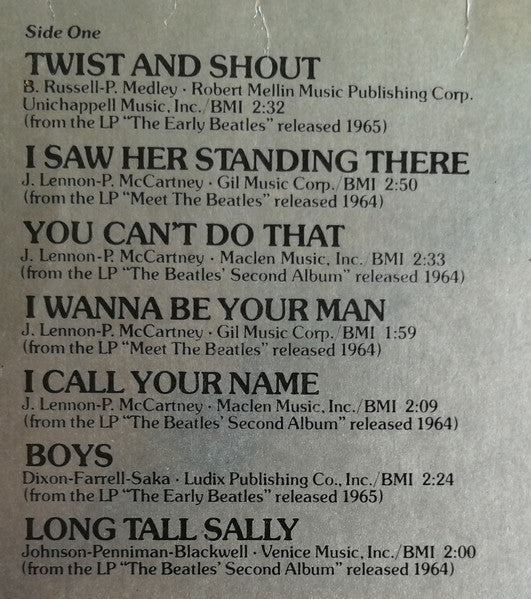 Side One
TWIST AND SHOUT
B. Russell-P. Medley · Robert Mellin Music Publishing Corp.
Unichappell Music, Inc./BMI 2:32
(from the LP "The Early Beatles" released 1965)
I SAW HER STANDING THERE
J. Lennon-P. McCartney · Gil Music Corp./BMI 2:50
(from the LP "Meet The Beatles" released 1964)
YOU CAN'T DO THAT
J. Lennon-P. McCartney · Maclen Music, Inc./BMI 2:33
(from the LP "The Beatles' Second Album" released 1964)
I WANNA BE YOUR MAN
J. Lennon-P. McCartney · Gil Music Corp./BMI 1:59
(from the LP "Meet The Beatles" released 1964)
I CALL YOUR NAME
J. Lennon-P. McCartney · Maclen Music, Inc./BMI 2:09
(from the LP "The Beatles' Second Album" released 1964)
BOYS
Dixon-Farrell-Saka · Ludix Publishing Co., Inc./BMI 2:24
(from the LP "The Early Beatles" released 1965)
LONG TALL SALLY
Johnson-Penniman-Blackwell · Venice Music, Inc./BMI 2:00
(from the LP "The Beatles' Second Album" released 1964)